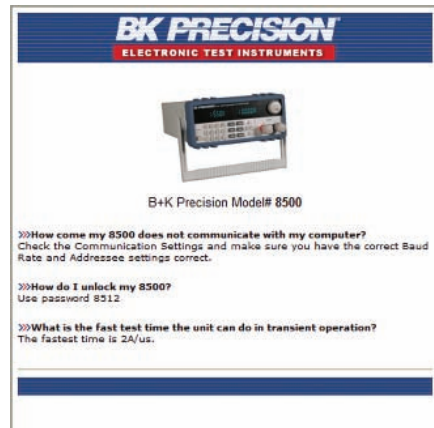 BK PRECISION
ELECTRONIC TEST INSTRUMENTS
B+K Precision Model# 8500
»»How come my 8500 does not communicate with my computer?
Check the Communication Settings and make sure you have the correct Baud
Rate and Addressee settings correct.
»»How do I unlock my 8500?
Use password 8512
»»What is the fast test time the unit can do in transient operation?
The fastest time is 2A/us.